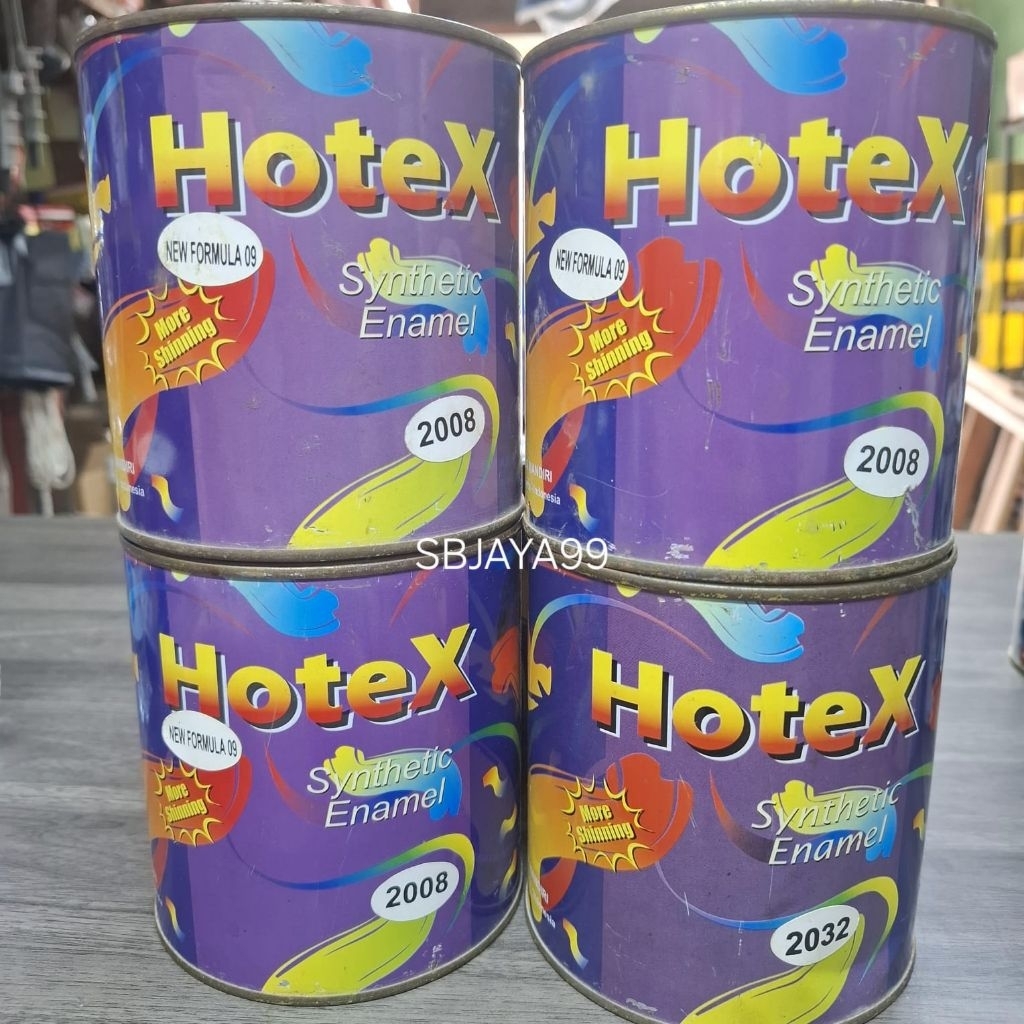 HoteX
NEW FORMULA 09
Synthetic
Enamel
More
Shinning
2008
HoteX
NEW FORMULA 09
Synthetic
Enamel
More
Shinning
2008
SBJAYA99
HoteX
NEW FORMULA 09
Synthetic
Enamel
More
Shinning
2008
HoteX
Synthetic
Enamel
More
Shinning
2032